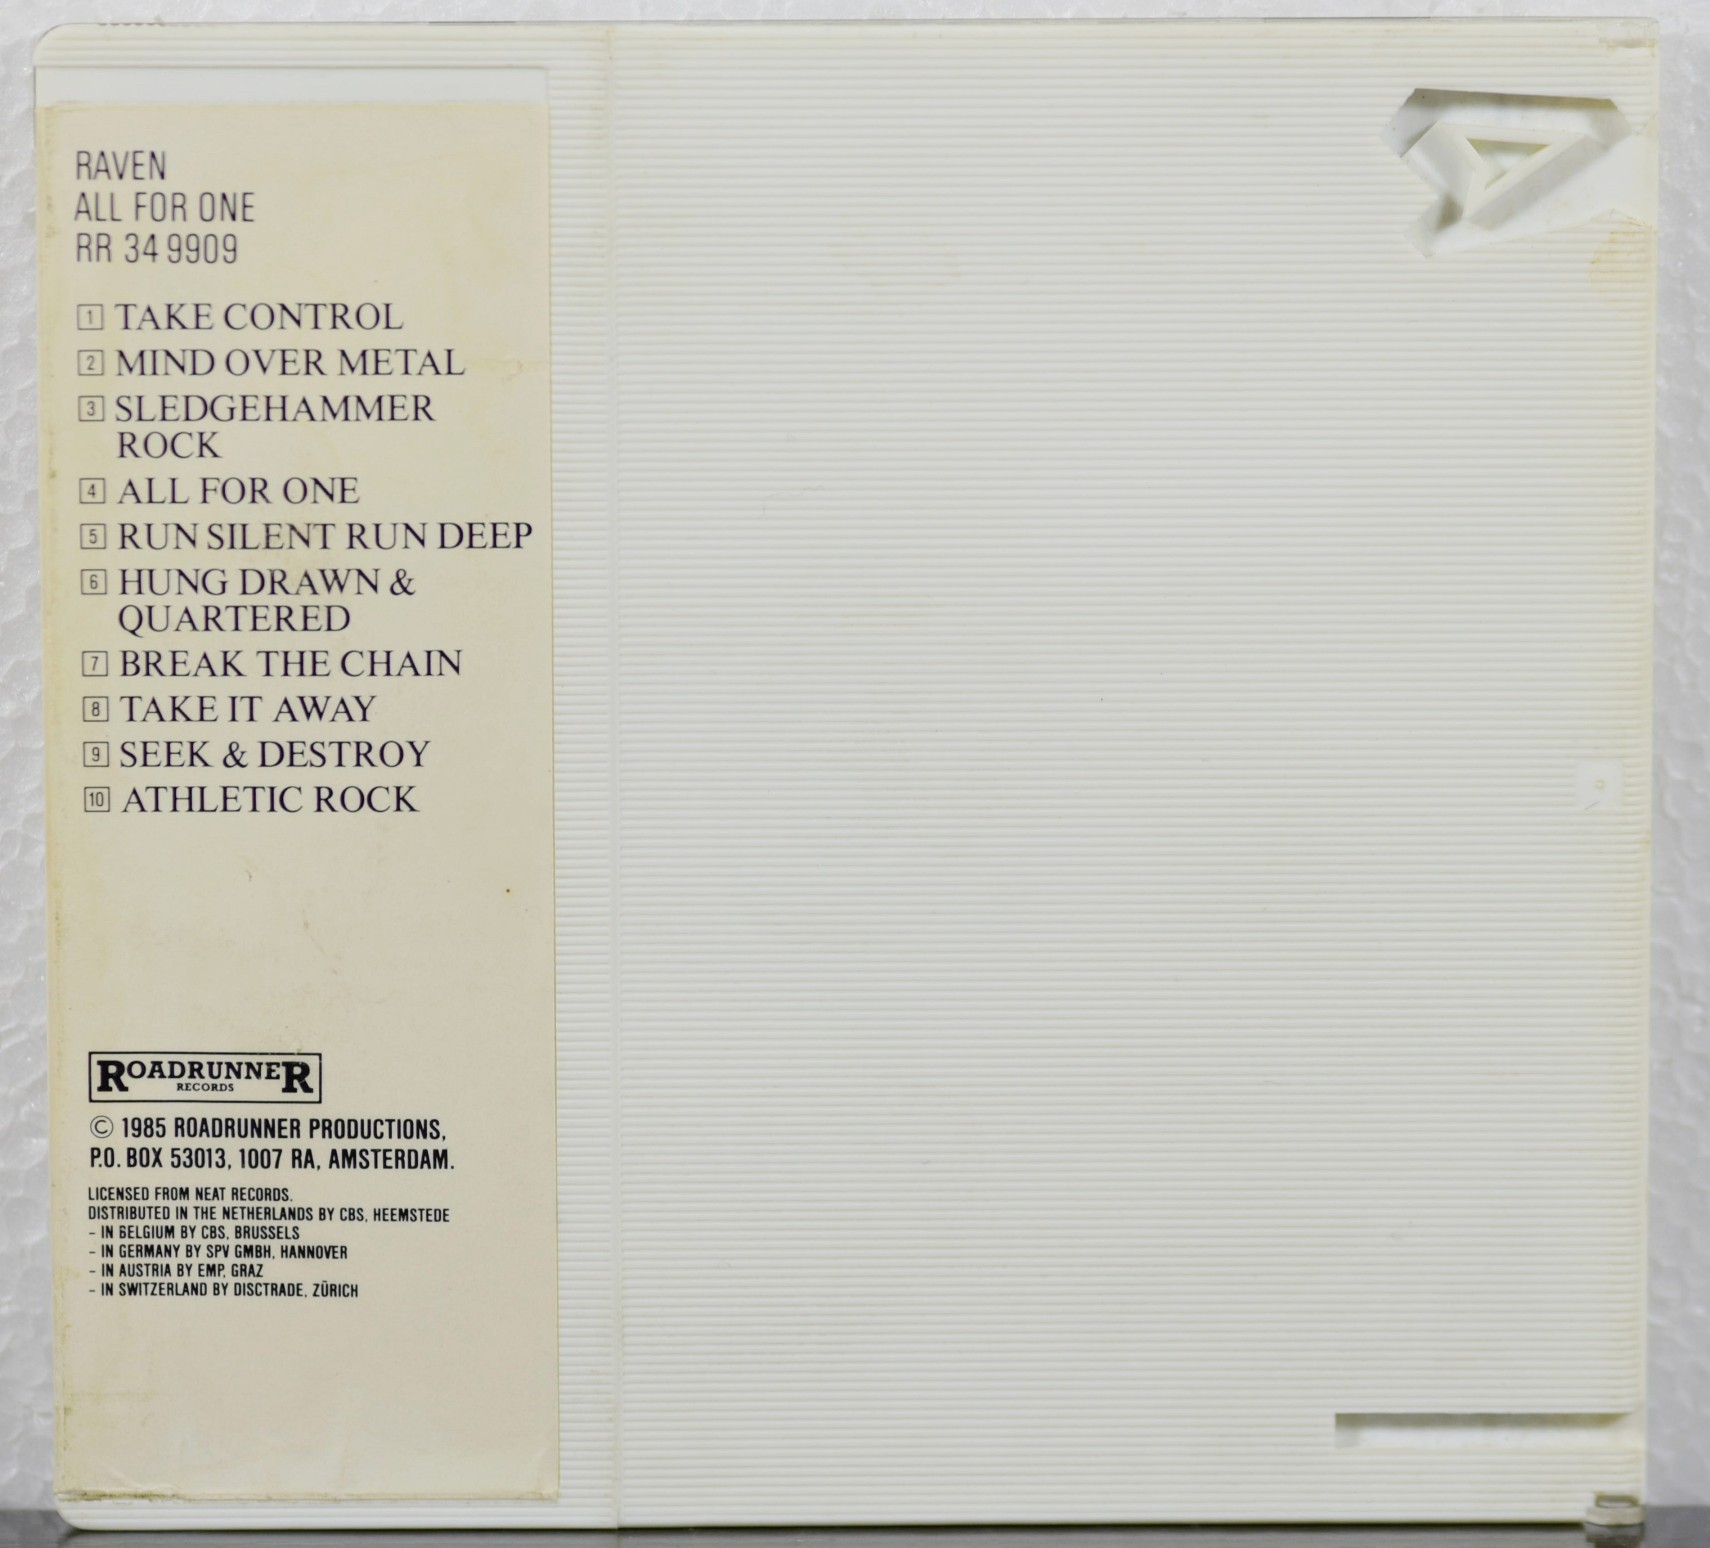 RAVEN
ALL FOR ONE
RR 34 9909
1 TAKE CONTROL
2 MIND OVER METAL
3 SLEDGEHAMMER
ROCK
4 ALL FOR ONE
5 RUN SILENT RUN DEEP
6 HUNG DRAWN &
QUARTERED
7 BREAK THE CHAIN
8 TAKE IT AWAY
9 SEEK & DESTROY
10 ATHLETIC ROCK
ROADRUNNER
RECORDS
© 1985 ROADRUNNER PRODUCTIONS,
P.O. BOX 53013, 1007 RA, AMSTERDAM.
LICENSED FROM NEAT RECORDS.
DISTRIBUTED IN THE NETHERLANDS BY CBS, HEEMSTEDE
- IN BELGIUM BY CBS, BRUSSELS
- IN GERMANY BY SPV GMBH, HANNOVER
- IN AUSTRIA BY EMP, GRAZ
- IN SWITZERLAND BY DISCTRADE, ZÜRICH